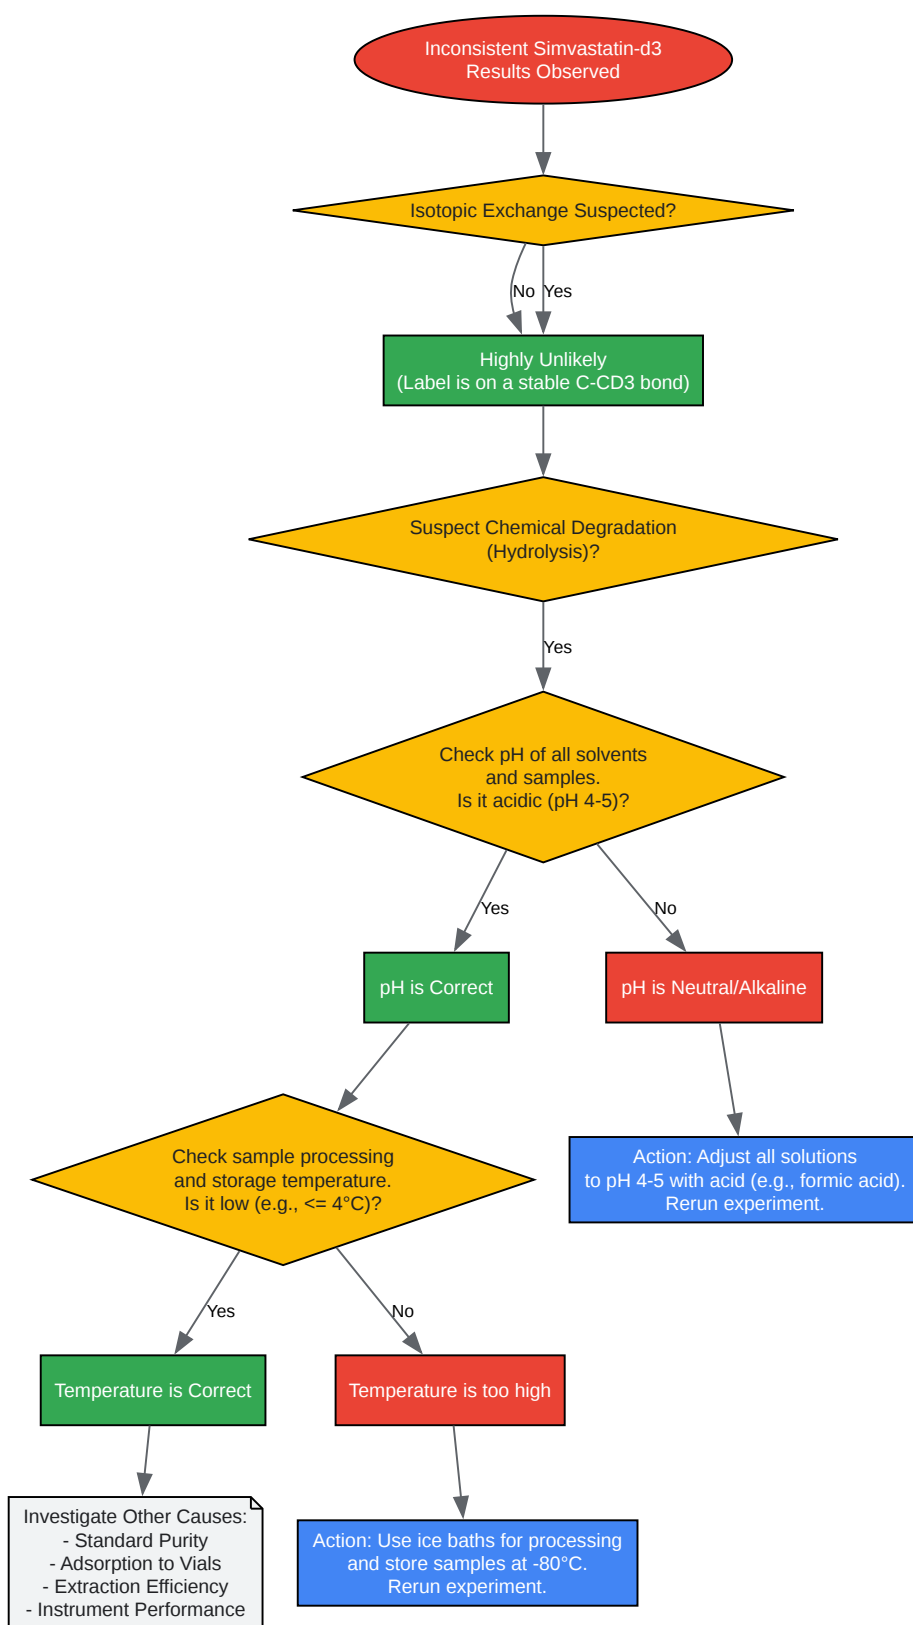 Inconsistent Simvastatin-d3
Results Observed
Isotopic Exchange Suspected?
No
Yes
Highly Unlikely
(Label is on a stable C-CD3 bond)
Suspect Chemical Degradation
(Hydrolysis)?
Yes
Check pH of all solvents
and samples.
Is it acidic (pH 4-5)?
Yes
No
pH is Correct
pH is Neutral/Alkaline
Check sample processing
and storage temperature.
Is it low (e.g., <= 4°C)?
Action: Adjust all solutions
to pH 4-5 with acid (e.g., formic acid).
Rerun experiment.
Yes
No
Temperature is Correct
Temperature is too high
Investigate Other Causes:
- Standard Purity
- Adsorption to Vials
- Extraction Efficiency
- Instrument Performance
Action: Use ice baths for processing
and store samples at -80°C.
Rerun experiment.